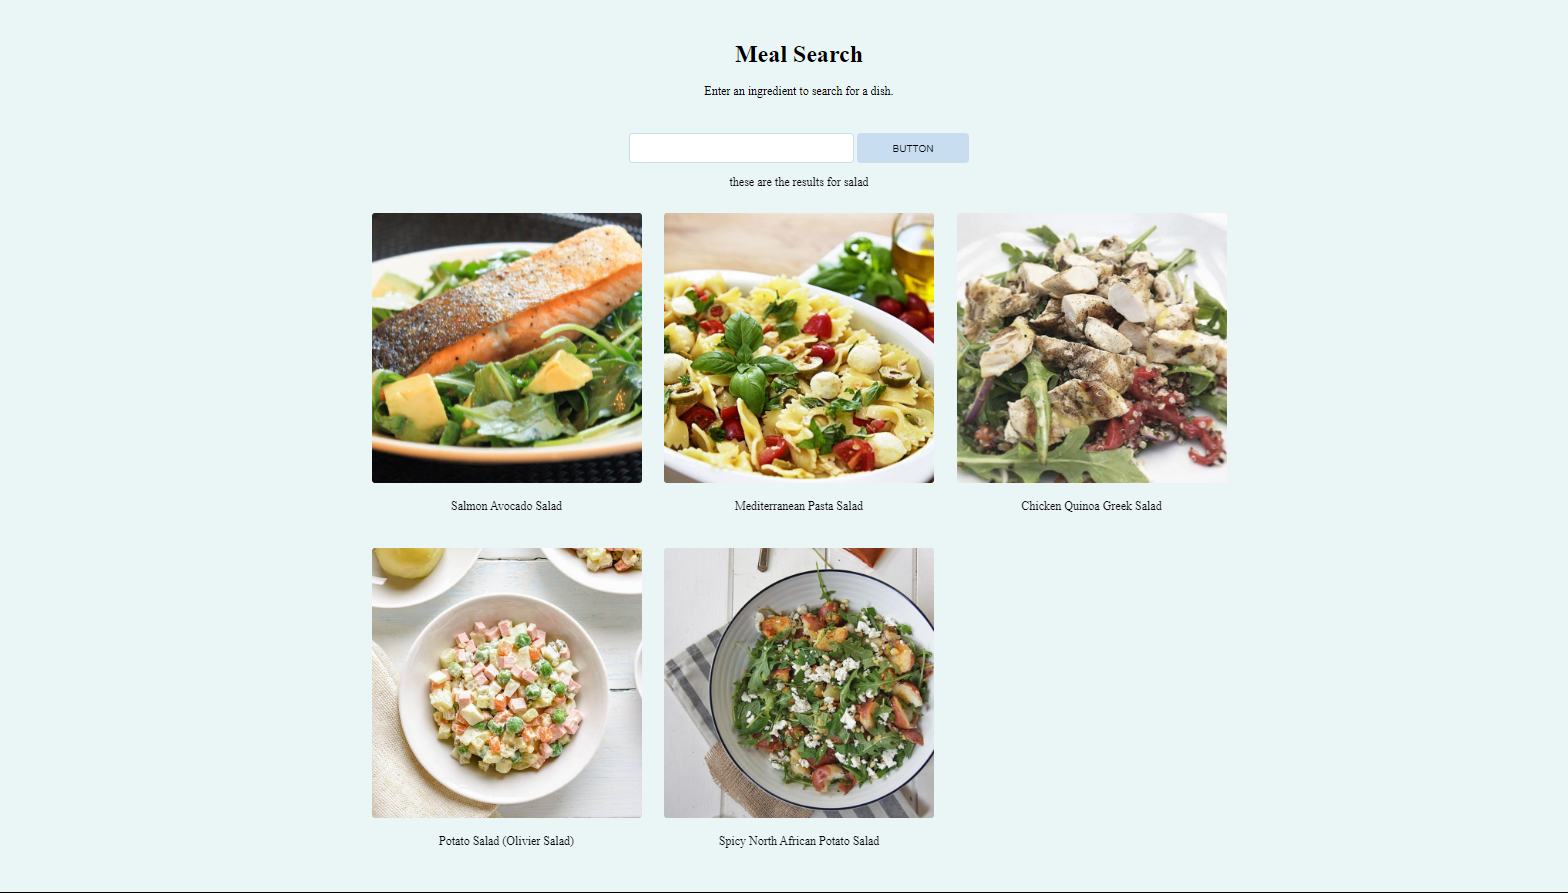 Meal Search
Enter an ingredient to search for a dish.
BUTTON
these are the results for salad
Salmon Avocado Salad
Mediterranean Pasta Salad
Chicken Quinoa Greek Salad
Potato Salad (Olivier Salad)
Spicy North African Potato Salad